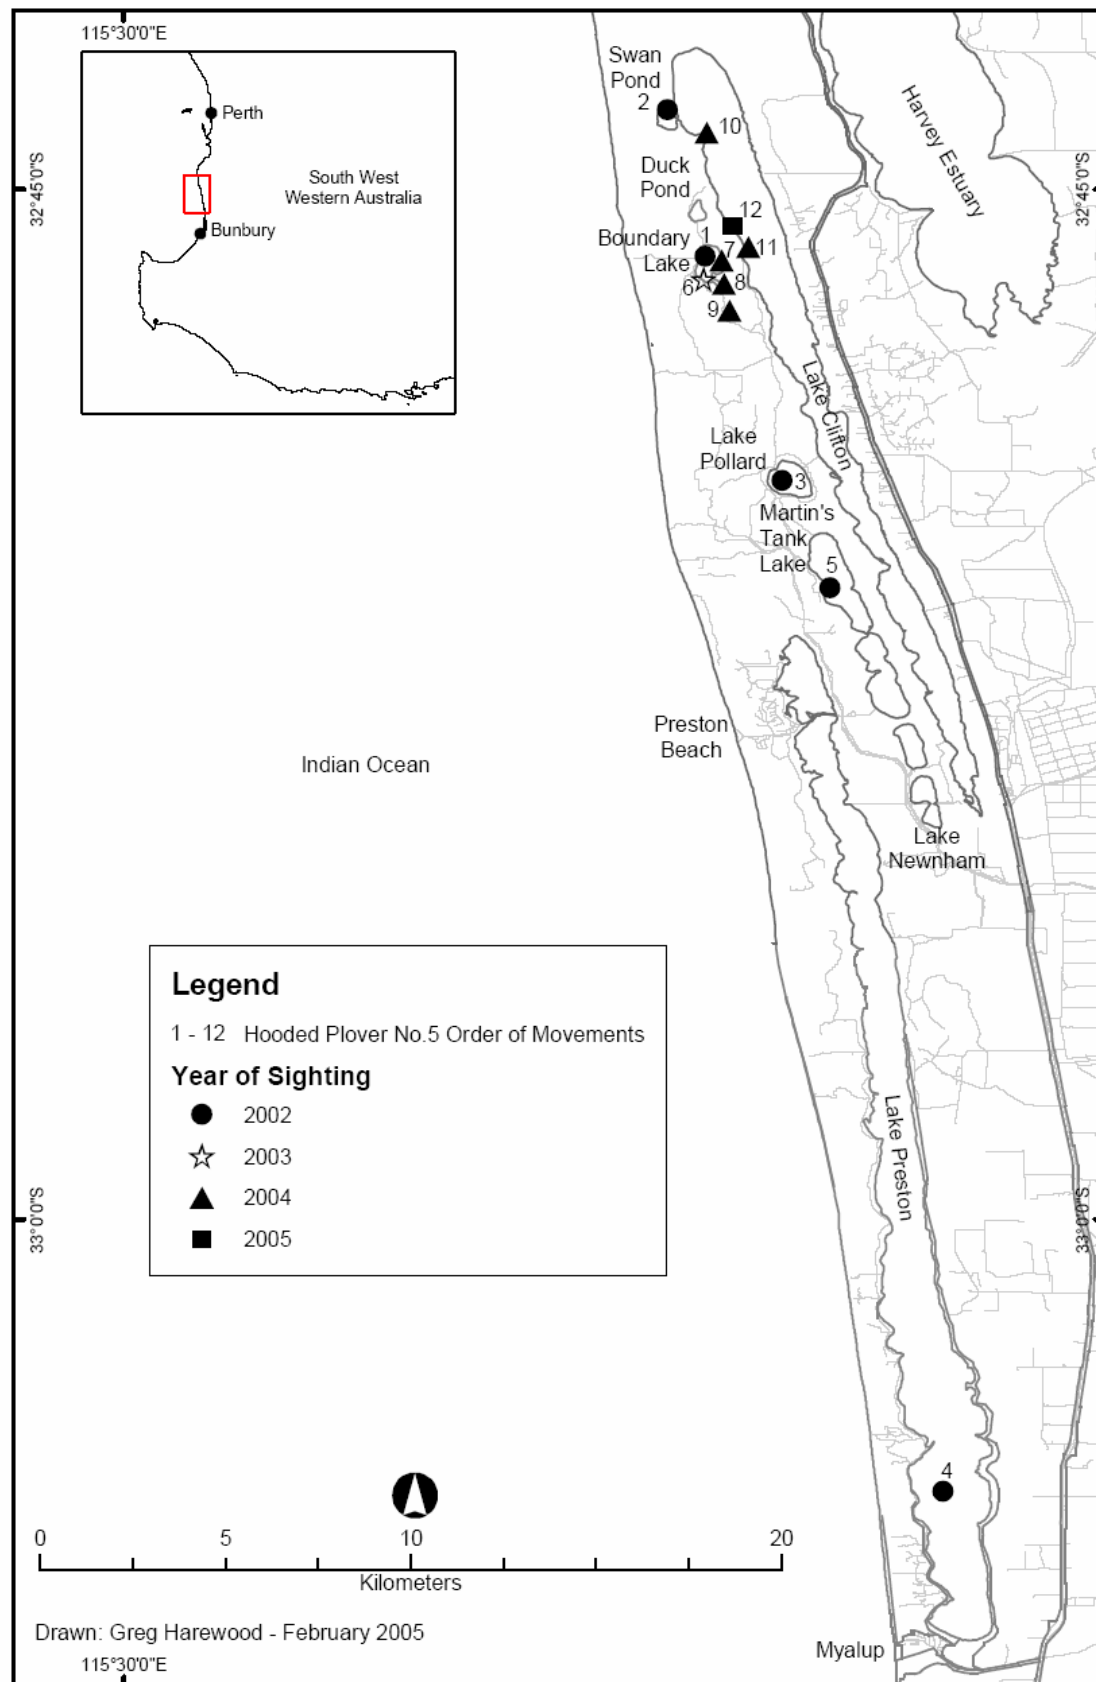 115°30'0"E
Perth
South West
Western Australia
Bunbury
32°45'0"S
32°45'0"S
Swan
Pond
2
10
Harvey Estuary
Duck
Pond
12
1
Boundary
Lake
7
11
6
8
9
Lake Clifton
Lake
Pollard
3
Martin's
Tank
Lake
5
Preston
Beach
Indian Ocean
Lake
Newnham
Legend
1 - 12 Hooded Plover No.5 Order of Movements
Year of Sighting
2002
2003
2004
2005
Lake Preston
33°0'0"S
33°0'0"S
4
0 5 10 20
Kilometers
Drawn: Greg Harewood - February 2005
Myalup
115°30'0"E